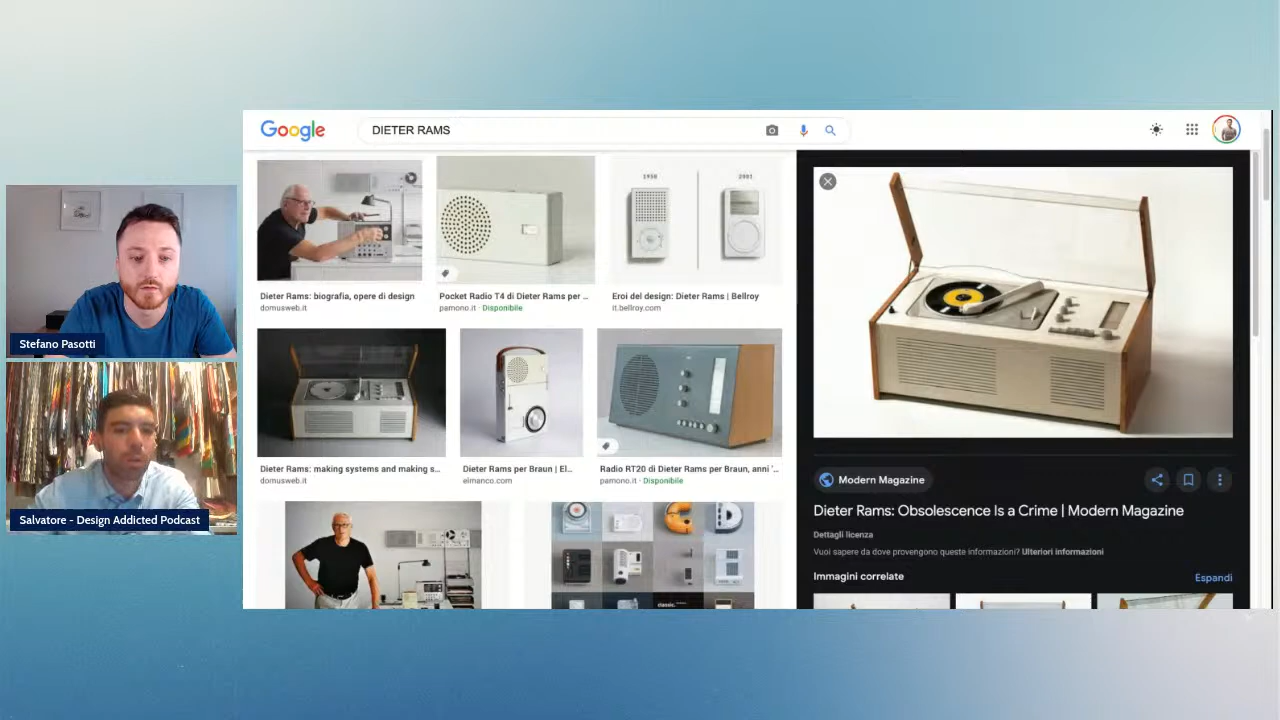 Google
DIETER RAMS
1958
2001
Dieter Rams: biografia, opere di design
domusweb.it
Pocket Radio T4 di Dieter Rams per ...
pamono.it · Disponibile
Eroi del design: Dieter Rams | Bellroy
it.bellroy.com
Dieter Rams: making systems and making s...
domusweb.it
Dieter Rams per Braun | El...
elmanco.com
Radio RT20 di Dieter Rams per Braun, anni '...
pamono.it · Disponibile
classic.
Modern Magazine
Dieter Rams: Obsolescence Is a Crime | Modern Magazine
Dettagli licenza
Vuoi sapere da dove provengono queste informazioni? Ulteriori informazioni
Immagini correlate
Espandi
Stefano Pasotti
Salvatore - Design Addicted Podcast